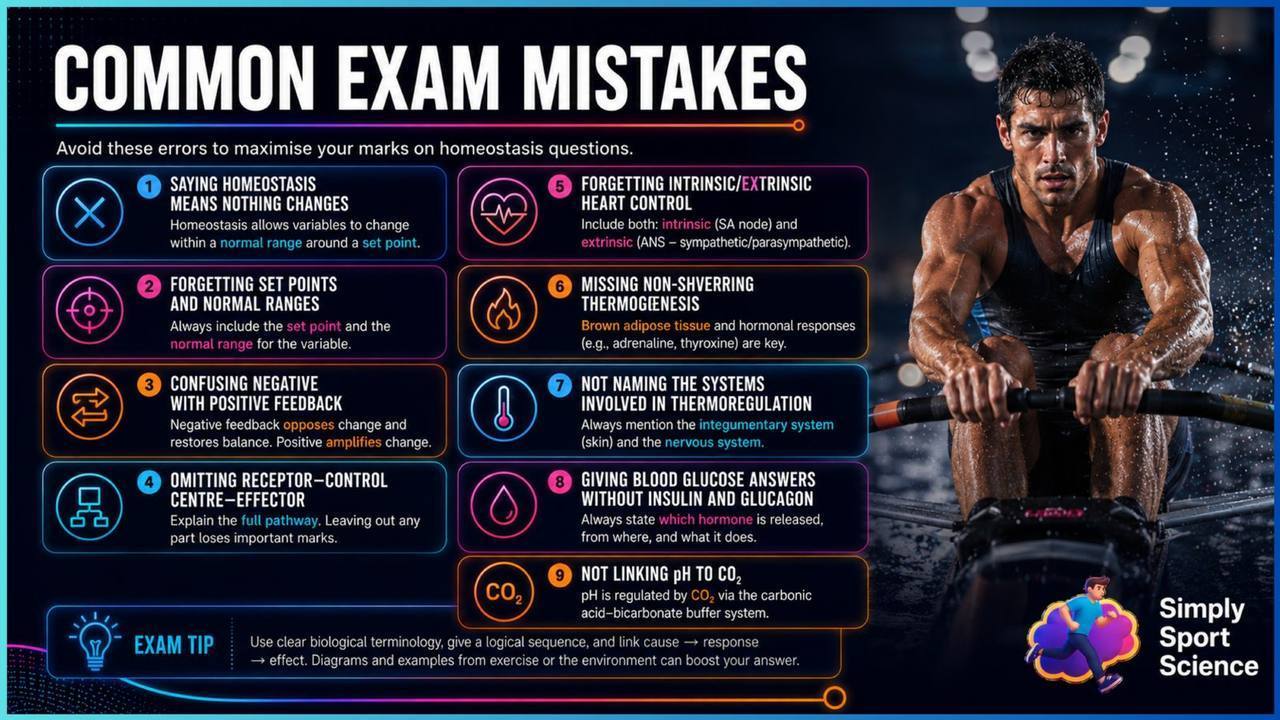 COMMON EXAM MISTAKES
Avoid these errors to maximise your marks on homeostasis questions.
1
SAYING HOMEOSTASIS
MEANS NOTHING CHANGES
Homeostasis allows variables to change
within a normal range around a set point.
2
FORGETTING SET POINTS
AND NORMAL RANGES
Always include the set point and the
normal range for the variable.
3
CONFUSING NEGATIVE
WITH POSITIVE FEEDBACK
Negative feedback opposes change and
restores balance. Positive amplifies change.
4
OMITTING RECEPTOR–CONTROL
CENTRE–EFFECTOR
Explain the full pathway. Leaving out any
part loses important marks.
5
FORGETTING INTRINSIC/EXTRINSIC
HEART CONTROL
Include both: intrinsic (SA node) and
extrinsic (ANS – sympathetic/parasympathetic).
6
MISSING NON-SHVERRING
THERMOGENESIS
Brown adipose tissue and hormonal responses
(e.g., adrenaline, thyroxine) are key.
7
NOT NAMING THE SYSTEMS
INVOLVED IN THERMOREGULATION
Always mention the integumentary system
(skin) and the nervous system.
8
GIVING BLOOD GLUCOSE ANSWERS
WITHOUT INSULIN AND GLUCAGON
Always state which hormone is released,
from where, and what it does.
CO₂
9
NOT LINKING pH TO CO₂
pH is regulated by CO₂ via the carbonic
acid–bicarbonate buffer system.
EXAM TIP
Use clear biological terminology, give a logical sequence, and link cause → response
→ effect. Diagrams and examples from exercise or the environment can boost your answer.
Simply
Sport
Science